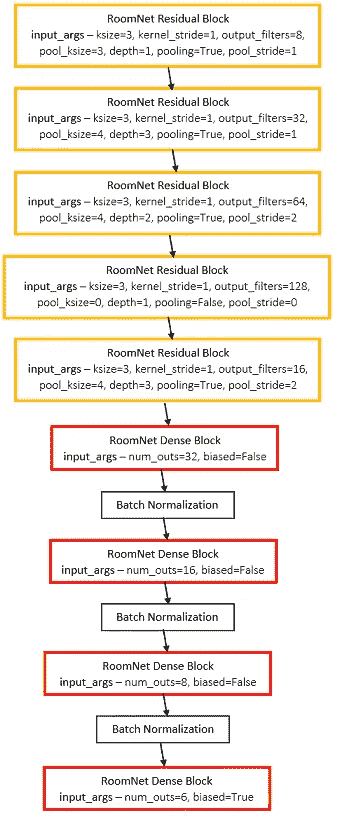 RoomNet Residual Block
input_args – ksize=3, kernel_stride=1, output_filters=8,
pool_ksize=3, depth=1, pooling=True, pool_stride=1
RoomNet Residual Block
input_args – ksize=3, kernel_stride=1, output_filters=32,
pool_ksize=4, depth=3, pooling=True, pool_stride=1
RoomNet Residual Block
input_args – ksize=3, kernel_stride=1, output_filters=64,
pool_ksize=4, depth=2, pooling=True, pool_stride=2
RoomNet Residual Block
input_args – ksize=3, kernel_stride=1, output_filters=128,
pool_ksize=0, depth=1, pooling=False, pool_stride=0
RoomNet Residual Block
input_args – ksize=3, kernel_stride=1, output_filters=16,
pool_ksize=4, depth=3, pooling=True, pool_stride=2
RoomNet Dense Block
input_args – num_outs=32, biased=False
Batch Normalization
RoomNet Dense Block
input_args – num_outs=16, biased=False
Batch Normalization
RoomNet Dense Block
input_args – num_outs=8, biased=False
Batch Normalization
RoomNet Dense Block
input_args – num_outs=6, biased=True